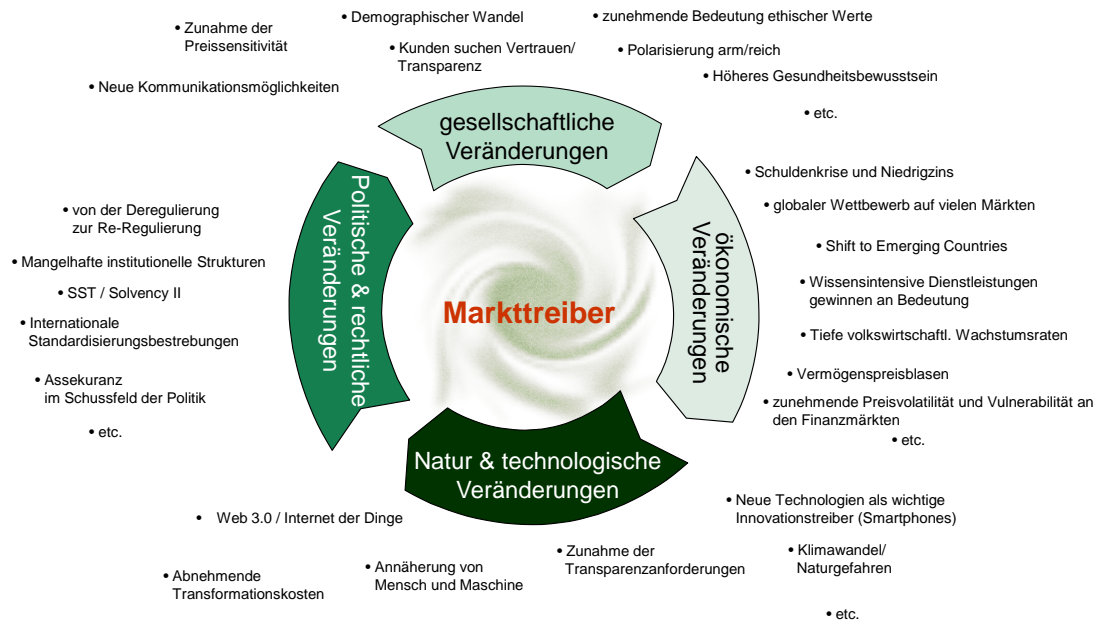 • Demographischer Wandel
• zunehmende Bedeutung ethischer Werte
• Zunahme der
Preissensitivität
• Kunden suchen Vertrauen/
Transparenz
• Polarisierung arm/reich
• Höheres Gesundheitsbewusstsein
• Neue Kommunikationsmöglichkeiten
• etc.
gesellschaftliche
Veränderungen
• Schuldenkrise und Niedrigzins
• globaler Wettbewerb auf vielen Märkten
• Shift to Emerging Countries
• Wissensintensive Dienstleistungen
gewinnen an Bedeutung
• Tiefe volkswirtschaftl. Wachstumsraten
• Vermögenspreisblasen
• zunehmende Preisvolatilität und Vulnerabilität an
den Finanzmärkten
• etc.
ökonomische
Veränderungen
Markttreiber
Politische & rechtliche
Veränderungen
• von der Deregulierung
zur Re-Regulierung
• Mangelhafte institutionelle Strukturen
• SST / Solvency II
• Internationale
Standardisierungsbestrebungen
• Assekuranz
im Schussfeld der Politik
• etc.
Natur & technologische
Veränderungen
• Web 3.0 / Internet der Dinge
• Abnehmende
Transformationskosten
• Annäherung von
Mensch und Maschine
• Zunahme der
Transparenzanforderungen
• Neue Technologien als wichtige
Innovationstreiber (Smartphones)
• Klimawandel/
Naturgefahren
• etc.